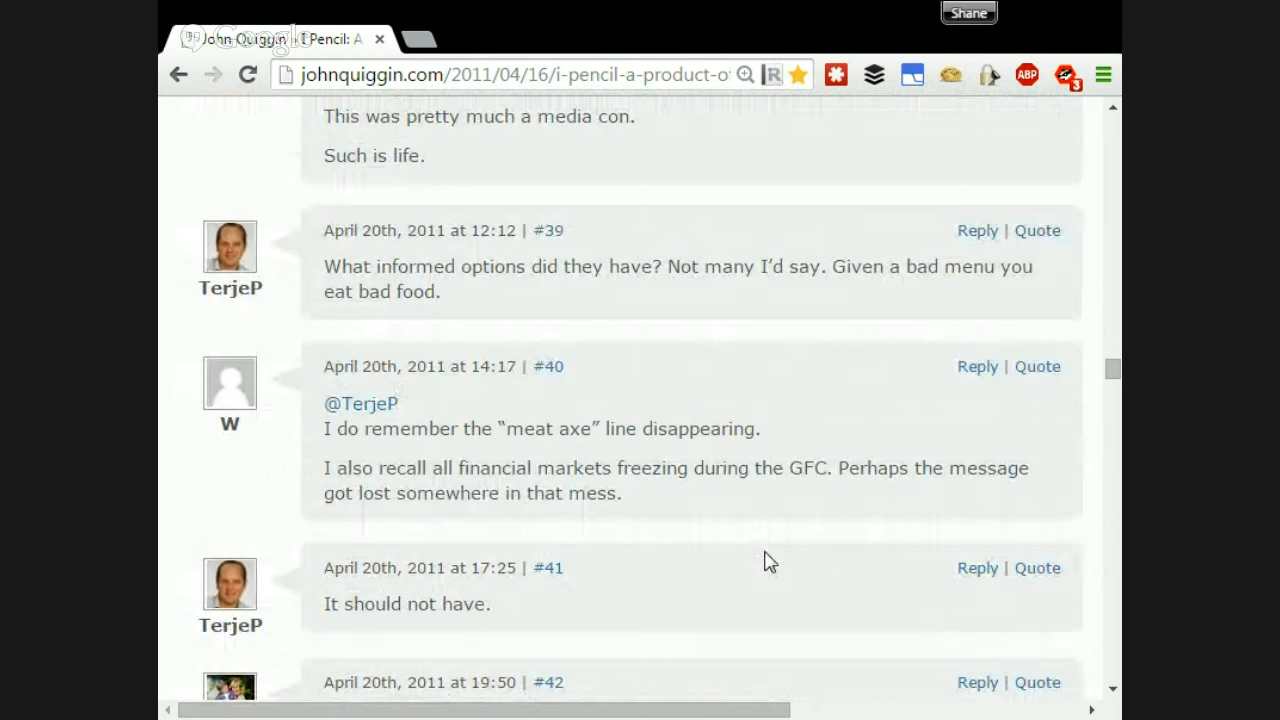 Shane
Google
John Quiggin » I Pencil: A
johnquiggin.com/2011/04/16/i-pencil-a-product-o
ABP
3
This was pretty much a media con.
Such is life.
April 20th, 2011 at 12:12 | #39
Reply | Quote
TerjeP
What informed options did they have? Not many I’d say. Given a bad menu you
eat bad food.
April 20th, 2011 at 14:17 | #40
Reply | Quote
W
@TerjeP
I do remember the “meat axe” line disappearing.
I also recall all financial markets freezing during the GFC. Perhaps the message
got lost somewhere in that mess.
April 20th, 2011 at 17:25 | #41
Reply | Quote
TerjeP
It should not have.
April 20th, 2011 at 19:50 | #42
Reply | Quote